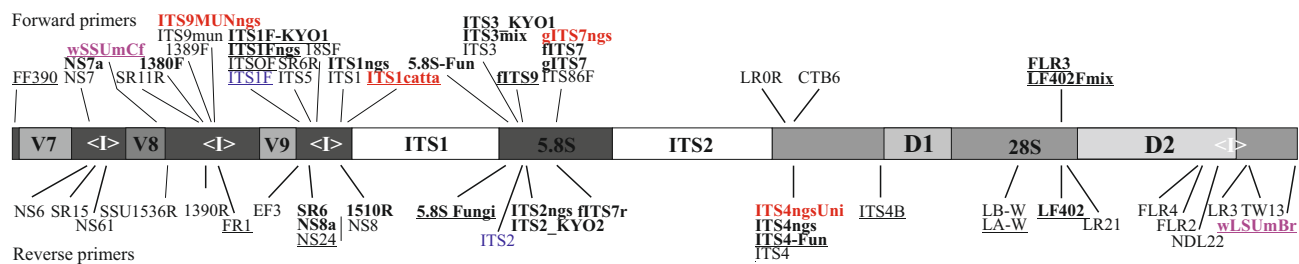 Forward primers ITS9MUNngs ITS3_KYO1
ITS9mun ITS1F-KYO1 ITS3mix gITS7ngs
wSSUmCf 1389F ITS1Fngs 18SF ITS3 fITS7
NS7a 1380F ITSOF SR6R ITS1ngs 5.8S-Fun gITS7 FLR3
FF390 NS7 SR11R ITS1F ITS5 ITS1 ITS1catta fITS9 ITS86F LR0R CTB6 LF402Fmix
V7 <I> V8 <I> V9 <I> ITS1 5.8S ITS2 D1 28S D2 <I>
NS6 SR15 SSU1536R 1390R EF3 SR6 1510R 5.8S Fungi ITS2ngs fITS7r ITS4ngsUni ITS4B LB-W LF402 FLR4 LR3 TW13
NS61 FR1 NS8a NS8 ITS2_KYO2 ITS4ngs LA-W LR21 FLR2 wLSUmBr
NS24 ITS2 ITS4-Fun NDL22
Reverse primers ITS4